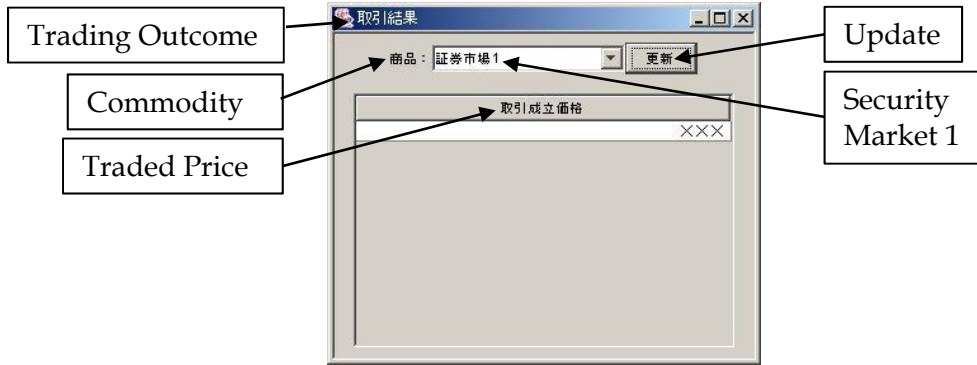 Trading Outcome
取引結果
Update
商品：
証券市場1
更新
Commodity
Security
Market 1
取引成立価格
×××
Traded Price